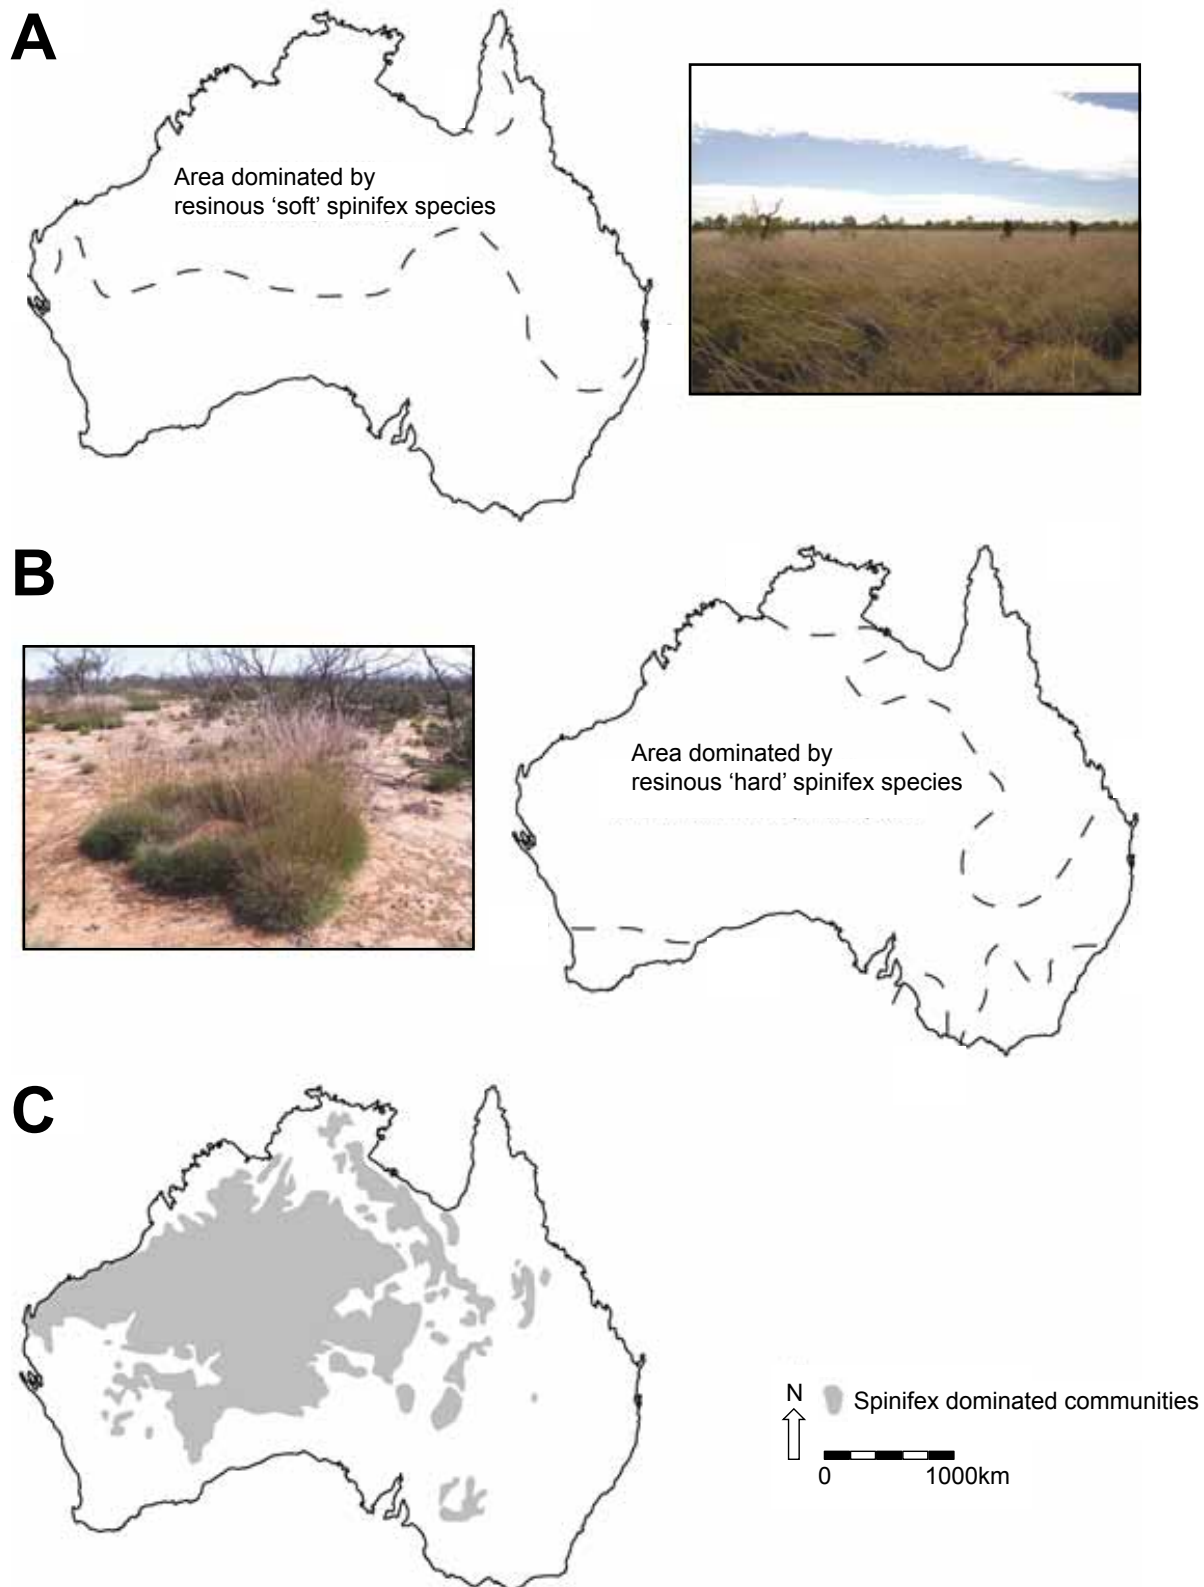 A
Area dominated by
resinous ‘soft’ spinifex species
B
Area dominated by
resinous ‘hard’ spinifex species
C
N
Spinifex dominated communities
0 1000km